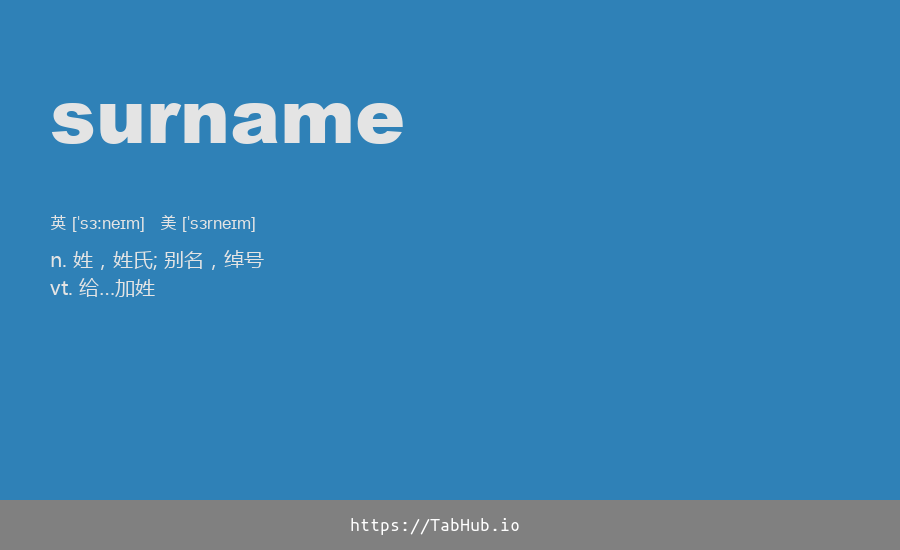 surname
英 [ˈsɜːneɪm]   美 [ˈsɜrneɪm]
n. 姓，姓氏; 别名，绰号
vt. 给…加姓
https://TabHub.io